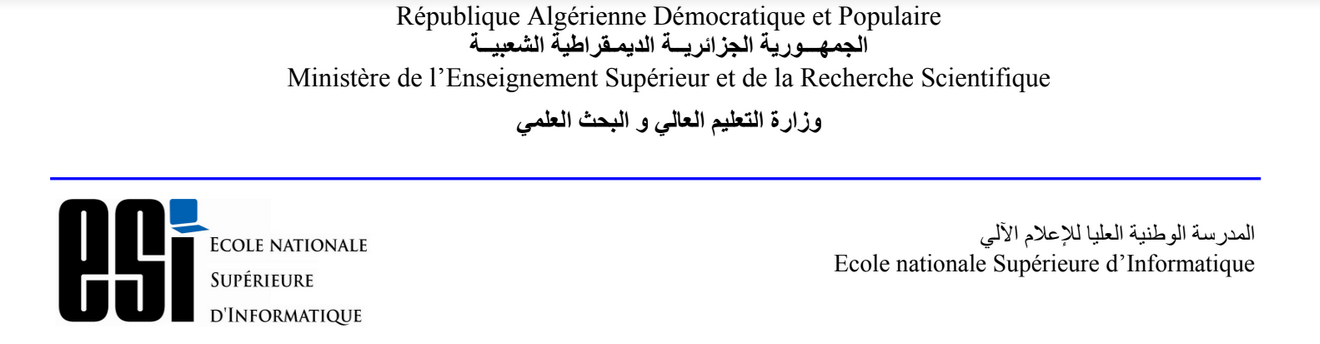 République Algérienne Démocratique et Populaire
الجمهـــورية الجزائريــة الديمـقراطية الشعبيــة
Ministère de l’Enseignement Supérieur et de la Recherche Scientifique
وزارة التعليم العالي و البحث العلمي
esi
ECOLE NATIONALE
SUPÉRIEURE
D'INFORMATIQUE
المدرسة الوطنية العليا للإعلام الآلي
Ecole nationale Supérieure d’Informatique